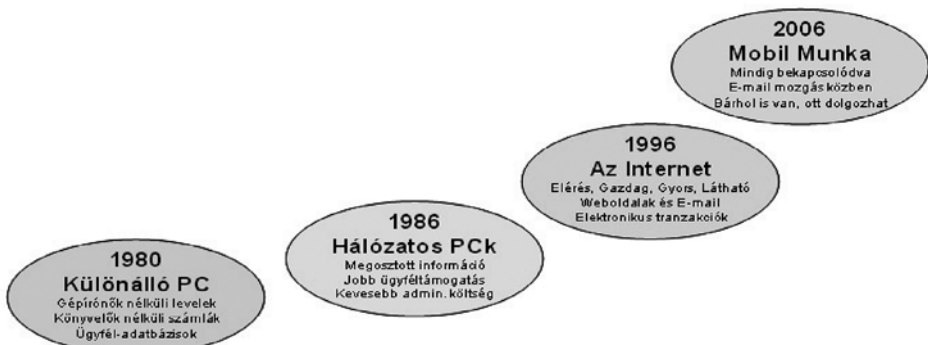 1980
Különálló PC
Gépírónők nélküli levelek
Könyvelők nélküli számlák
Ügyfél-adatbázisok
1986
Hálózatos PCk
Megosztott információ
Jobb ügyféltámogatás
Kevesebb admin. költség
1996
Az Internet
Elérés, Gazdag, Gyors, Látható
Weboldalak és E-mail
Elektronikus tranzakciók
2006
Mobil Munka
Mindig bekapcsolódva
E-mail mozgás közben
Bárhol is van, ott dolgozhat